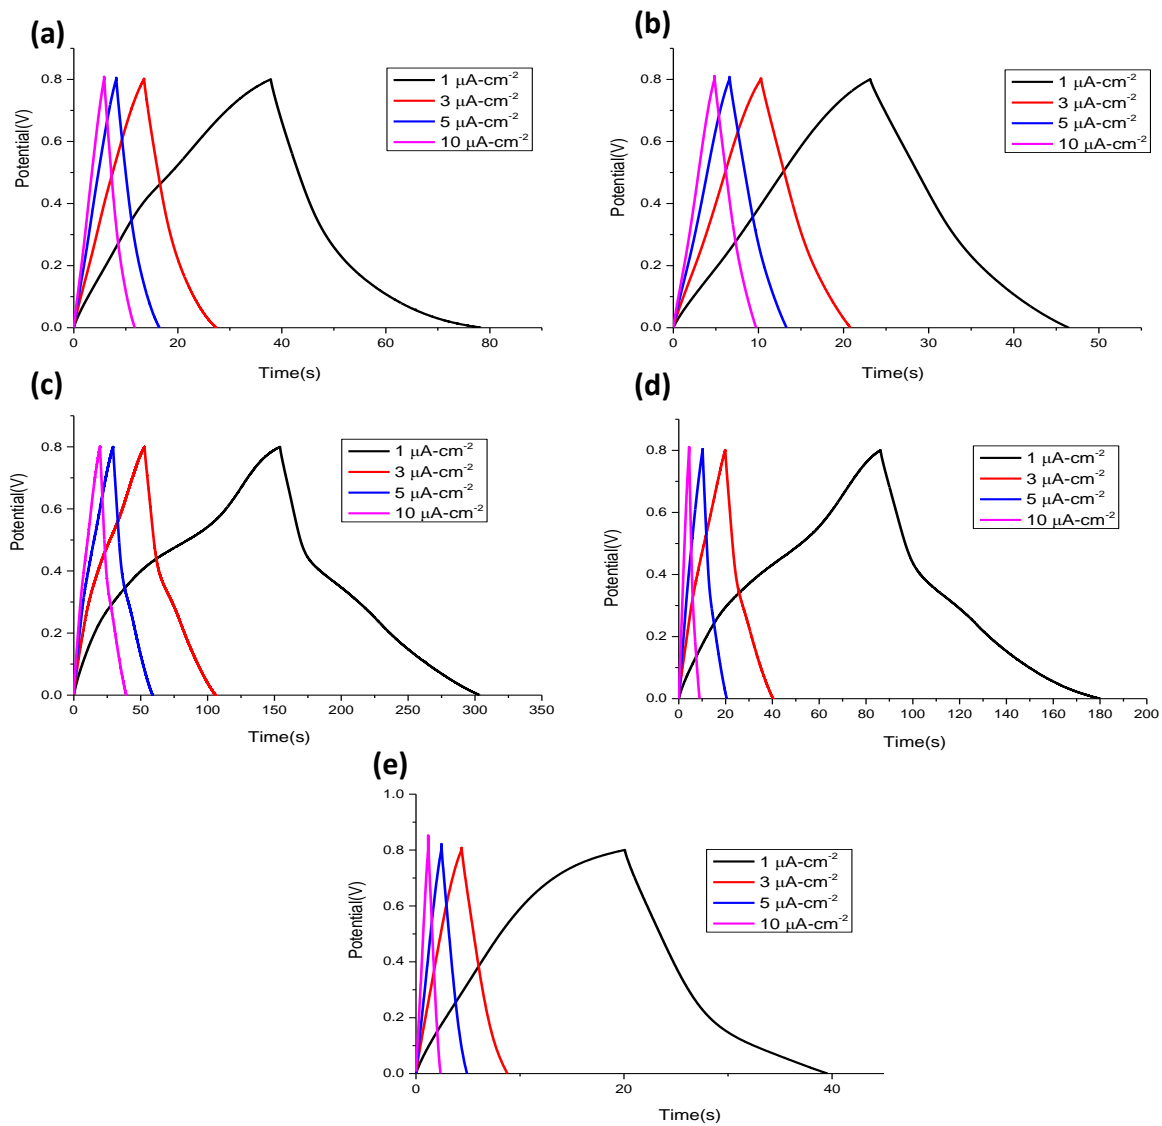 (a)
Potential(V)
0.8
0.6
0.4
0.2
0.0
0 20 40 60 80
Time(s)
1 μA-cm⁻²
3 μA-cm⁻²
5 μA-cm⁻²
10 μA-cm⁻²
(b)
Potential(V)
0.8
0.6
0.4
0.2
0.0
0 10 20 30 40 50
Time(s)
1 μA-cm⁻²
3 μA-cm⁻²
5 μA-cm⁻²
10 μA-cm⁻²
(c)
Potential(V)
0.8
0.6
0.4
0.2
0.0
0 50 100 150 200 250 300 350
Time(s)
1 μA-cm⁻²
3 μA-cm⁻²
5 μA-cm⁻²
10 μA-cm⁻²
(d)
Potential(V)
0.8
0.6
0.4
0.2
0.0
0 20 40 60 80 100 120 140 160 180 200
Time(s)
1 μA-cm⁻²
3 μA-cm⁻²
5 μA-cm⁻²
10 μA-cm⁻²
(e)
Potential(V)
1.0
0.8
0.6
0.4
0.2
0.0
0 20 40
Time(s)
1 μA-cm⁻²
3 μA-cm⁻²
5 μA-cm⁻²
10 μA-cm⁻²